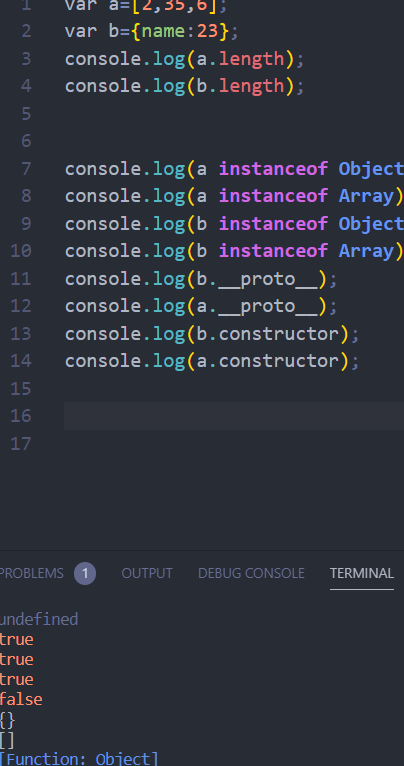 1 var a=[2,35,6];
2 var b={name:23};
3 console.log(a.length);
4 console.log(b.length);
5
6
7 console.log(a instanceof Object
8 console.log(a instanceof Array)
9 console.log(b instanceof Object
10 console.log(b instanceof Array)
11 console.log(b.__proto__);
12 console.log(a.__proto__);
13 console.log(b.constructor);
14 console.log(a.constructor);
15
16
17
PROBLEMS 1 OUTPUT DEBUG CONSOLE TERMINAL
undefined
true
true
true
false
{}
[]
[Function: Object]